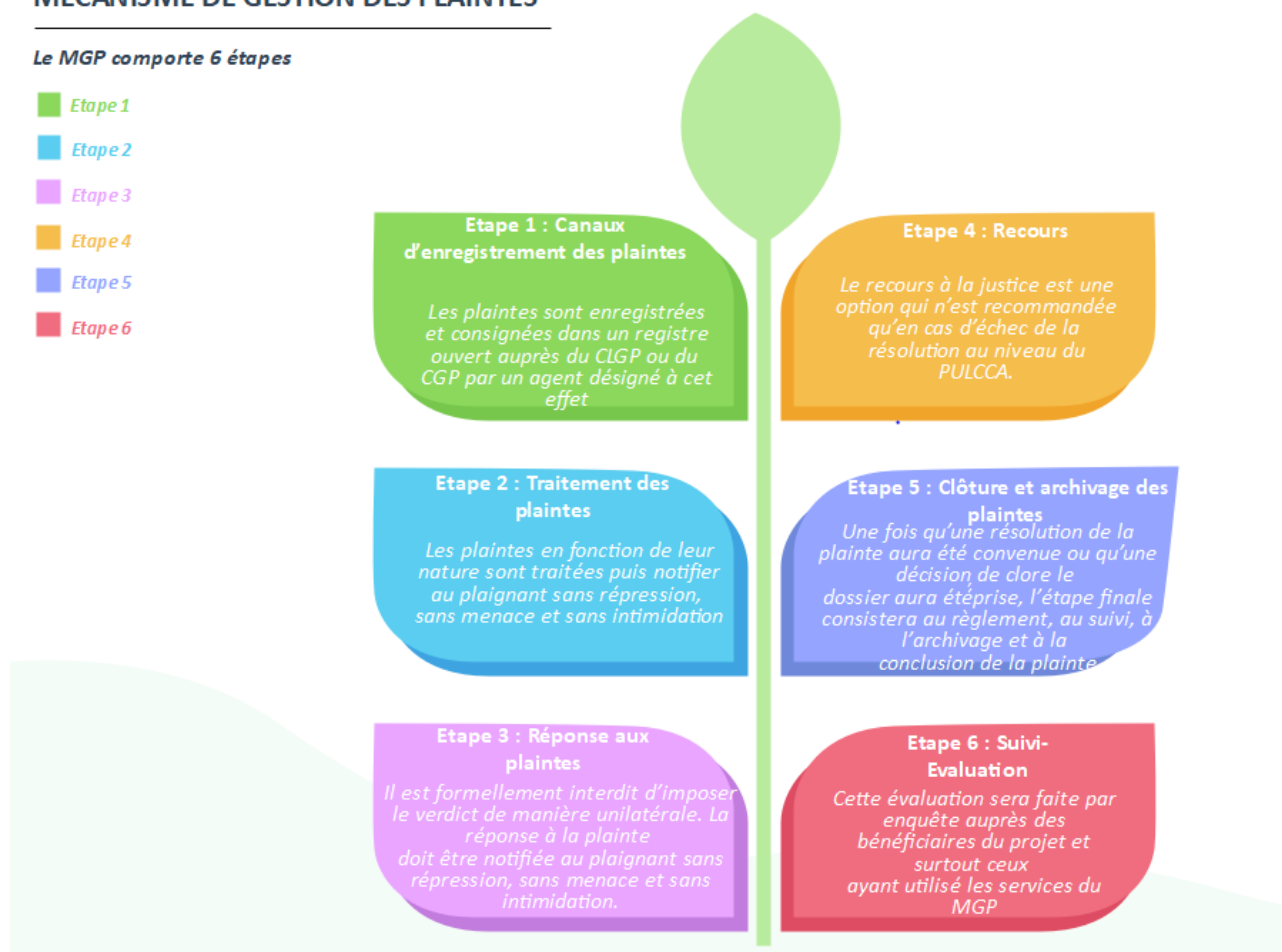 MECANISME DE GESTION DES PLAINTES
Le MGP comporte 6 étapes
Etape 1
Etape 2
Etape 3
Etape 4
Etape 5
Etape 6
Etape 1 : Canaux
d’enregistrement des plaintes
Les plaintes sont enregistrées
et consignées dans un registre
ouvert auprès du CLGP ou du
CGP par un agent désigné à cet
effet
Etape 2 : Traitement des
plaintes
Les plaintes en fonction de leur
nature sont traitées puis notifier
au plaignant sans répression,
sans menace et sans intimidation
Etape 3 : Réponse aux
plaintes
Il est formellement interdit d’imposer
le verdict de manière unilatérale. La
réponse à la plainte
doit être notifiée au plaignant sans
répression, sans menace et sans
intimidation.
Etape 4 : Recours
Le recours à la justice est une
option qui n’est recommandée
qu’en cas d’échec de la
résolution au niveau du
PULCCA.
Etape 5 : Clôture et archivage des
plaintes
Une fois qu’une résolution de la
plainte aura été convenue ou qu’une
décision de clore le
dossier aura étéprise, l’étape finale
consistera au règlement, au suivi, à
l’archivage et à la
conclusion de la plainte
Etape 6 : Suivi-
Evaluation
Cette évaluation sera faite par
enquête auprès des
bénéficiaires du projet et
surtout ceux
ayant utilisé les services du
MGP